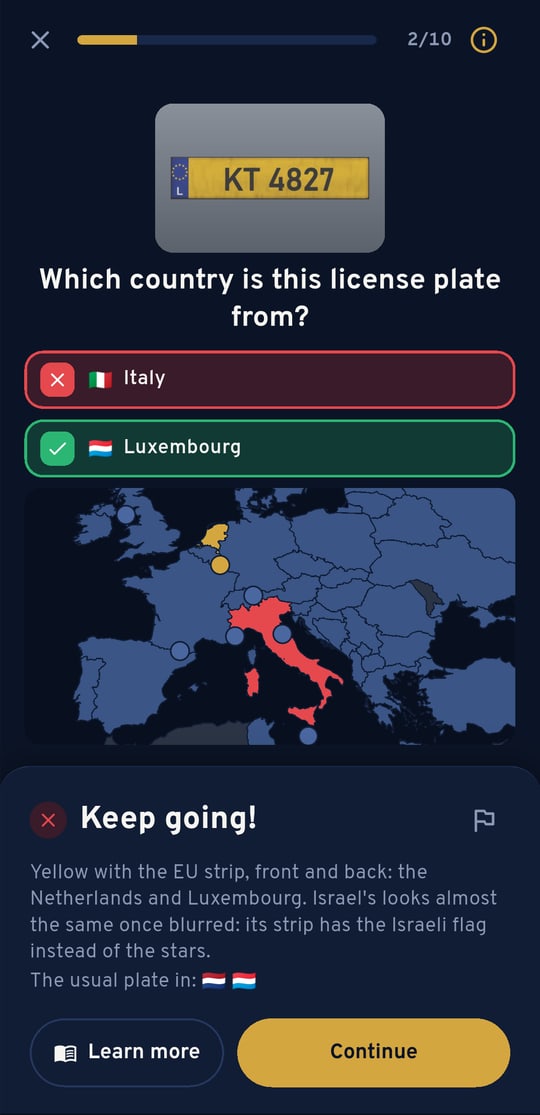 2/10
KT 4827
L
Which country is this license plate
from?
Italy
Luxembourg
Keep going!
Yellow with the EU strip, front and back: the
Netherlands and Luxembourg. Israel's looks almost
the same once blurred: its strip has the Israeli flag
instead of the stars.
The usual plate in:
Learn more
Continue